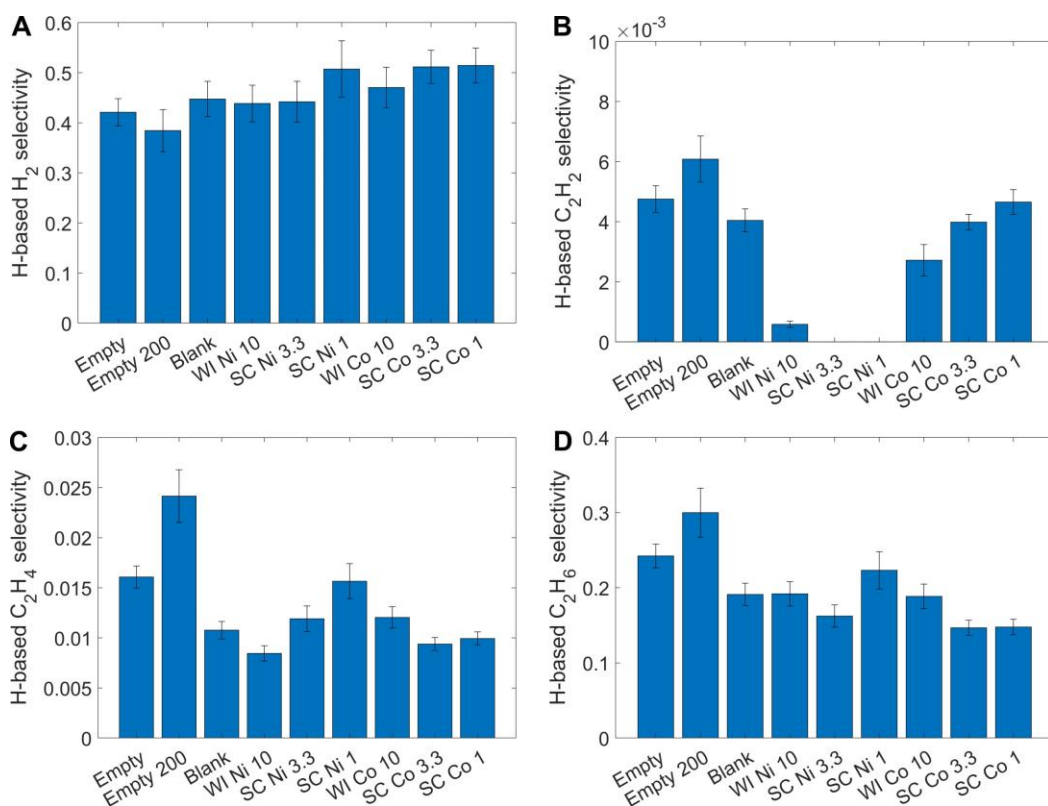 A
H-based H2 selectivity
0.6
0.5
0.4
0.3
0.2
0.1
0
Empty
Empty 200
Blank
WI Ni 10
SC Ni 3.3
SC Ni 1
WI Co 10
SC Co 3.3
SC Co 1
B
×10-3
H-based C2H2 selectivity
10
8
6
4
2
0
Empty
Empty 200
Blank
WI Ni 10
SC Ni 3.3
SC Ni 1
WI Co 10
SC Co 3.3
SC Co 1
C
H-based C2H4 selectivity
0.03
0.025
0.02
0.015
0.01
0.005
0
Empty
Empty 200
Blank
WI Ni 10
SC Ni 3.3
SC Ni 1
WI Co 10
SC Co 3.3
SC Co 1
D
H-based C2H6 selectivity
0.4
0.3
0.2
0.1
0
Empty
Empty 200
Blank
WI Ni 10
SC Ni 3.3
SC Ni 1
WI Co 10
SC Co 3.3
SC Co 1